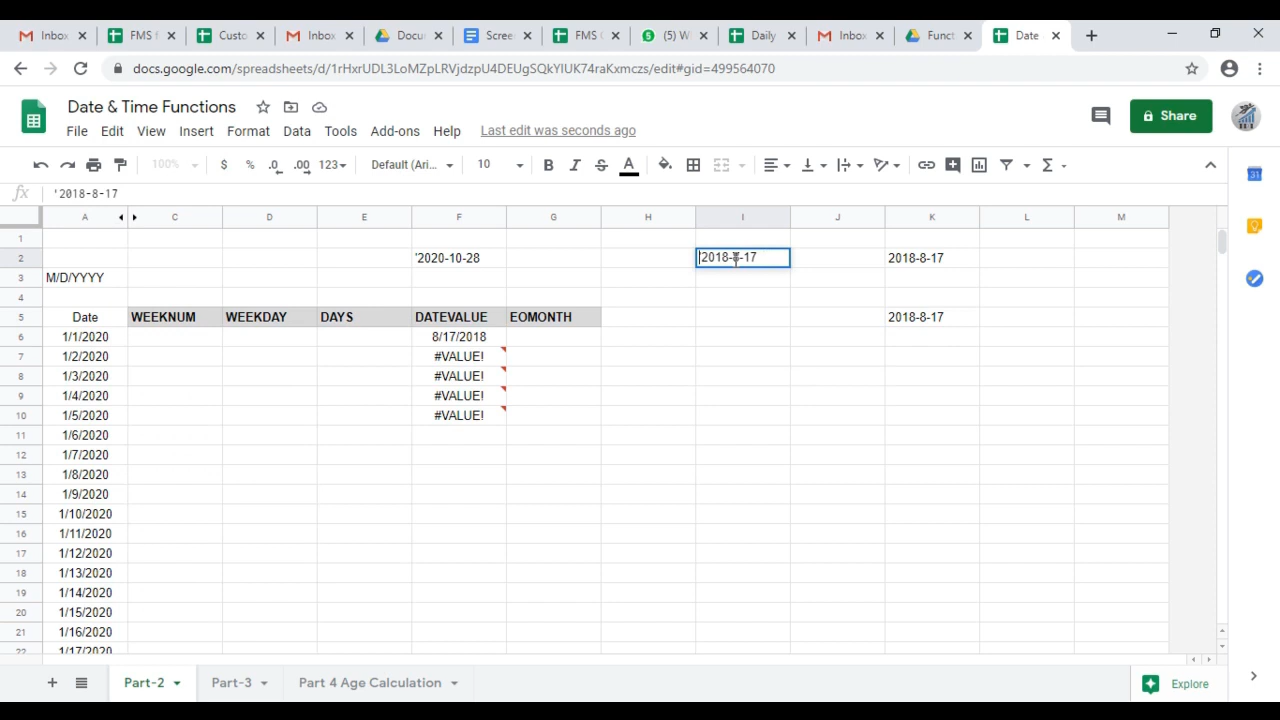 Inbox FMS f Custo Inbox Docu Scree FMS C (5) W Daily Inbox Funct Date
docs.google.com/spreadsheets/d/1rHxrUDL3LoMZpLRVjdzpU4DEUgSQkYIUK74raKxmczs/edit#gid=499564070
Date & Time Functions
File Edit View Insert Format Data Tools Add-ons Help Last edit was seconds ago
Share
100% $ % .0 .00 123 Default (Ari... 10 B I S A Σ
fx '2018-8-17
A C D E F G H I J K L M
1
2 '2020-10-28 '2018-8-17 2018-8-17
3 M/D/YYYY
4
5 Date WEEKNUM WEEKDAY DAYS DATEVALUE EOMONTH 2018-8-17
6 1/1/2020 8/17/2018
7 1/2/2020 #VALUE!
8 1/3/2020 #VALUE!
9 1/4/2020 #VALUE!
10 1/5/2020 #VALUE!
11 1/6/2020
12 1/7/2020
13 1/8/2020
14 1/9/2020
15 1/10/2020
16 1/11/2020
17 1/12/2020
18 1/13/2020
19 1/14/2020
20 1/15/2020
21 1/16/2020
22 1/17/2020
Part-2 Part-3 Part 4 Age Calculation Explore